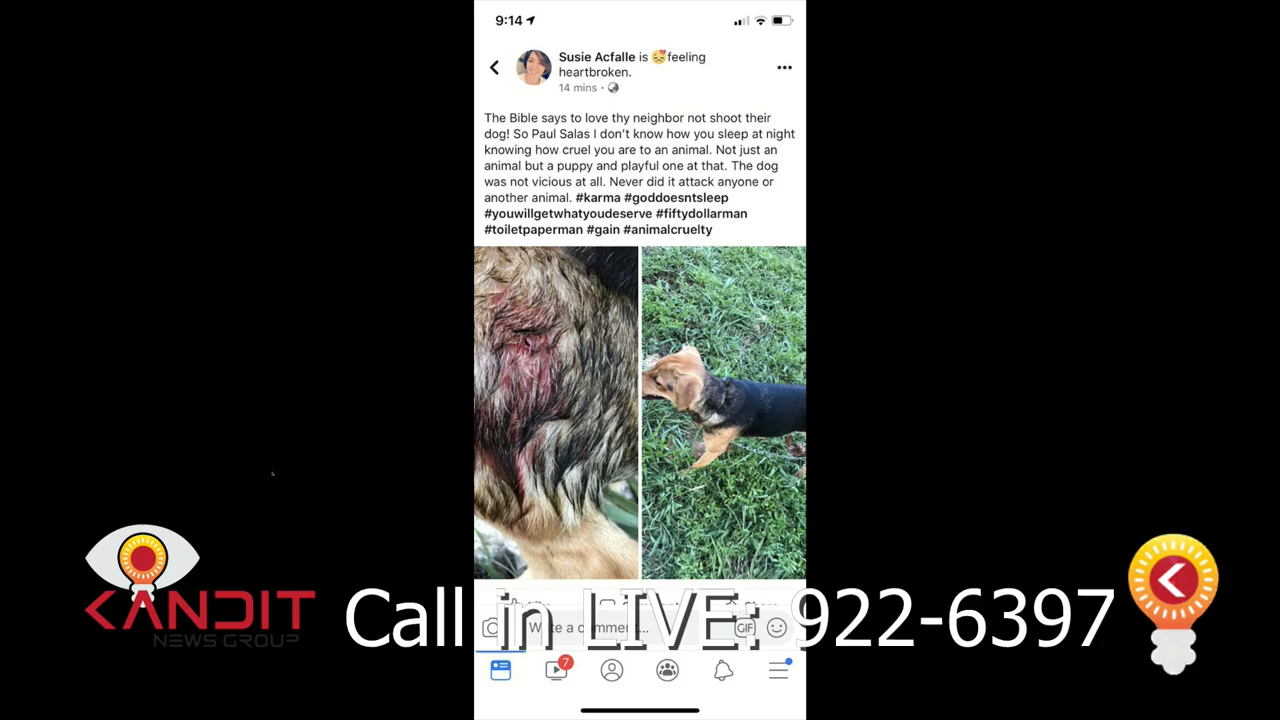 9:14
Susie Acfalle is 😥feeling
heartbroken.
14 mins ·
The Bible says to love thy neighbor not shoot their
dog! So Paul Salas I don't know how you sleep at night
knowing how cruel you are to an animal. Not just an
animal but a puppy and playful one at that. The dog
was not vicious at all. Never did it attack anyone or
another animal. #karma #goddoesntsleep
#youwillgetwhatyoudeserve #fiftydollarman
#toiletpaperman #gain #animalcruelty
KANDIT
NEWS GROUP
Call in LIVE: 922-6397
a comment...
GIF
7